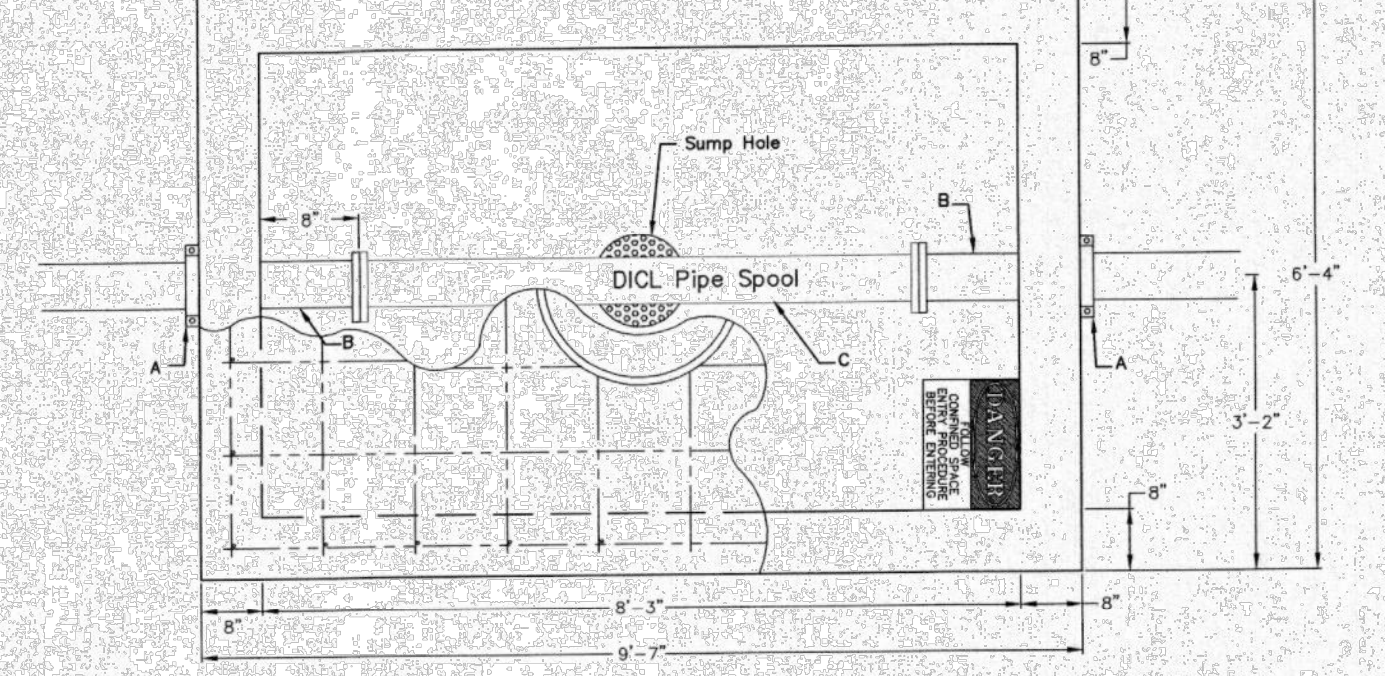 8"
Sump Hole
B
8"
6'-4"
DICL Pipe Spool
B
A
C
A
DANGER
FOLLOW
CONFINED SPACE
ENTRY PROCEDURE
BEFORE ENTERING
3'-2"
8"
8'-3"
8"
8"
9'-7"